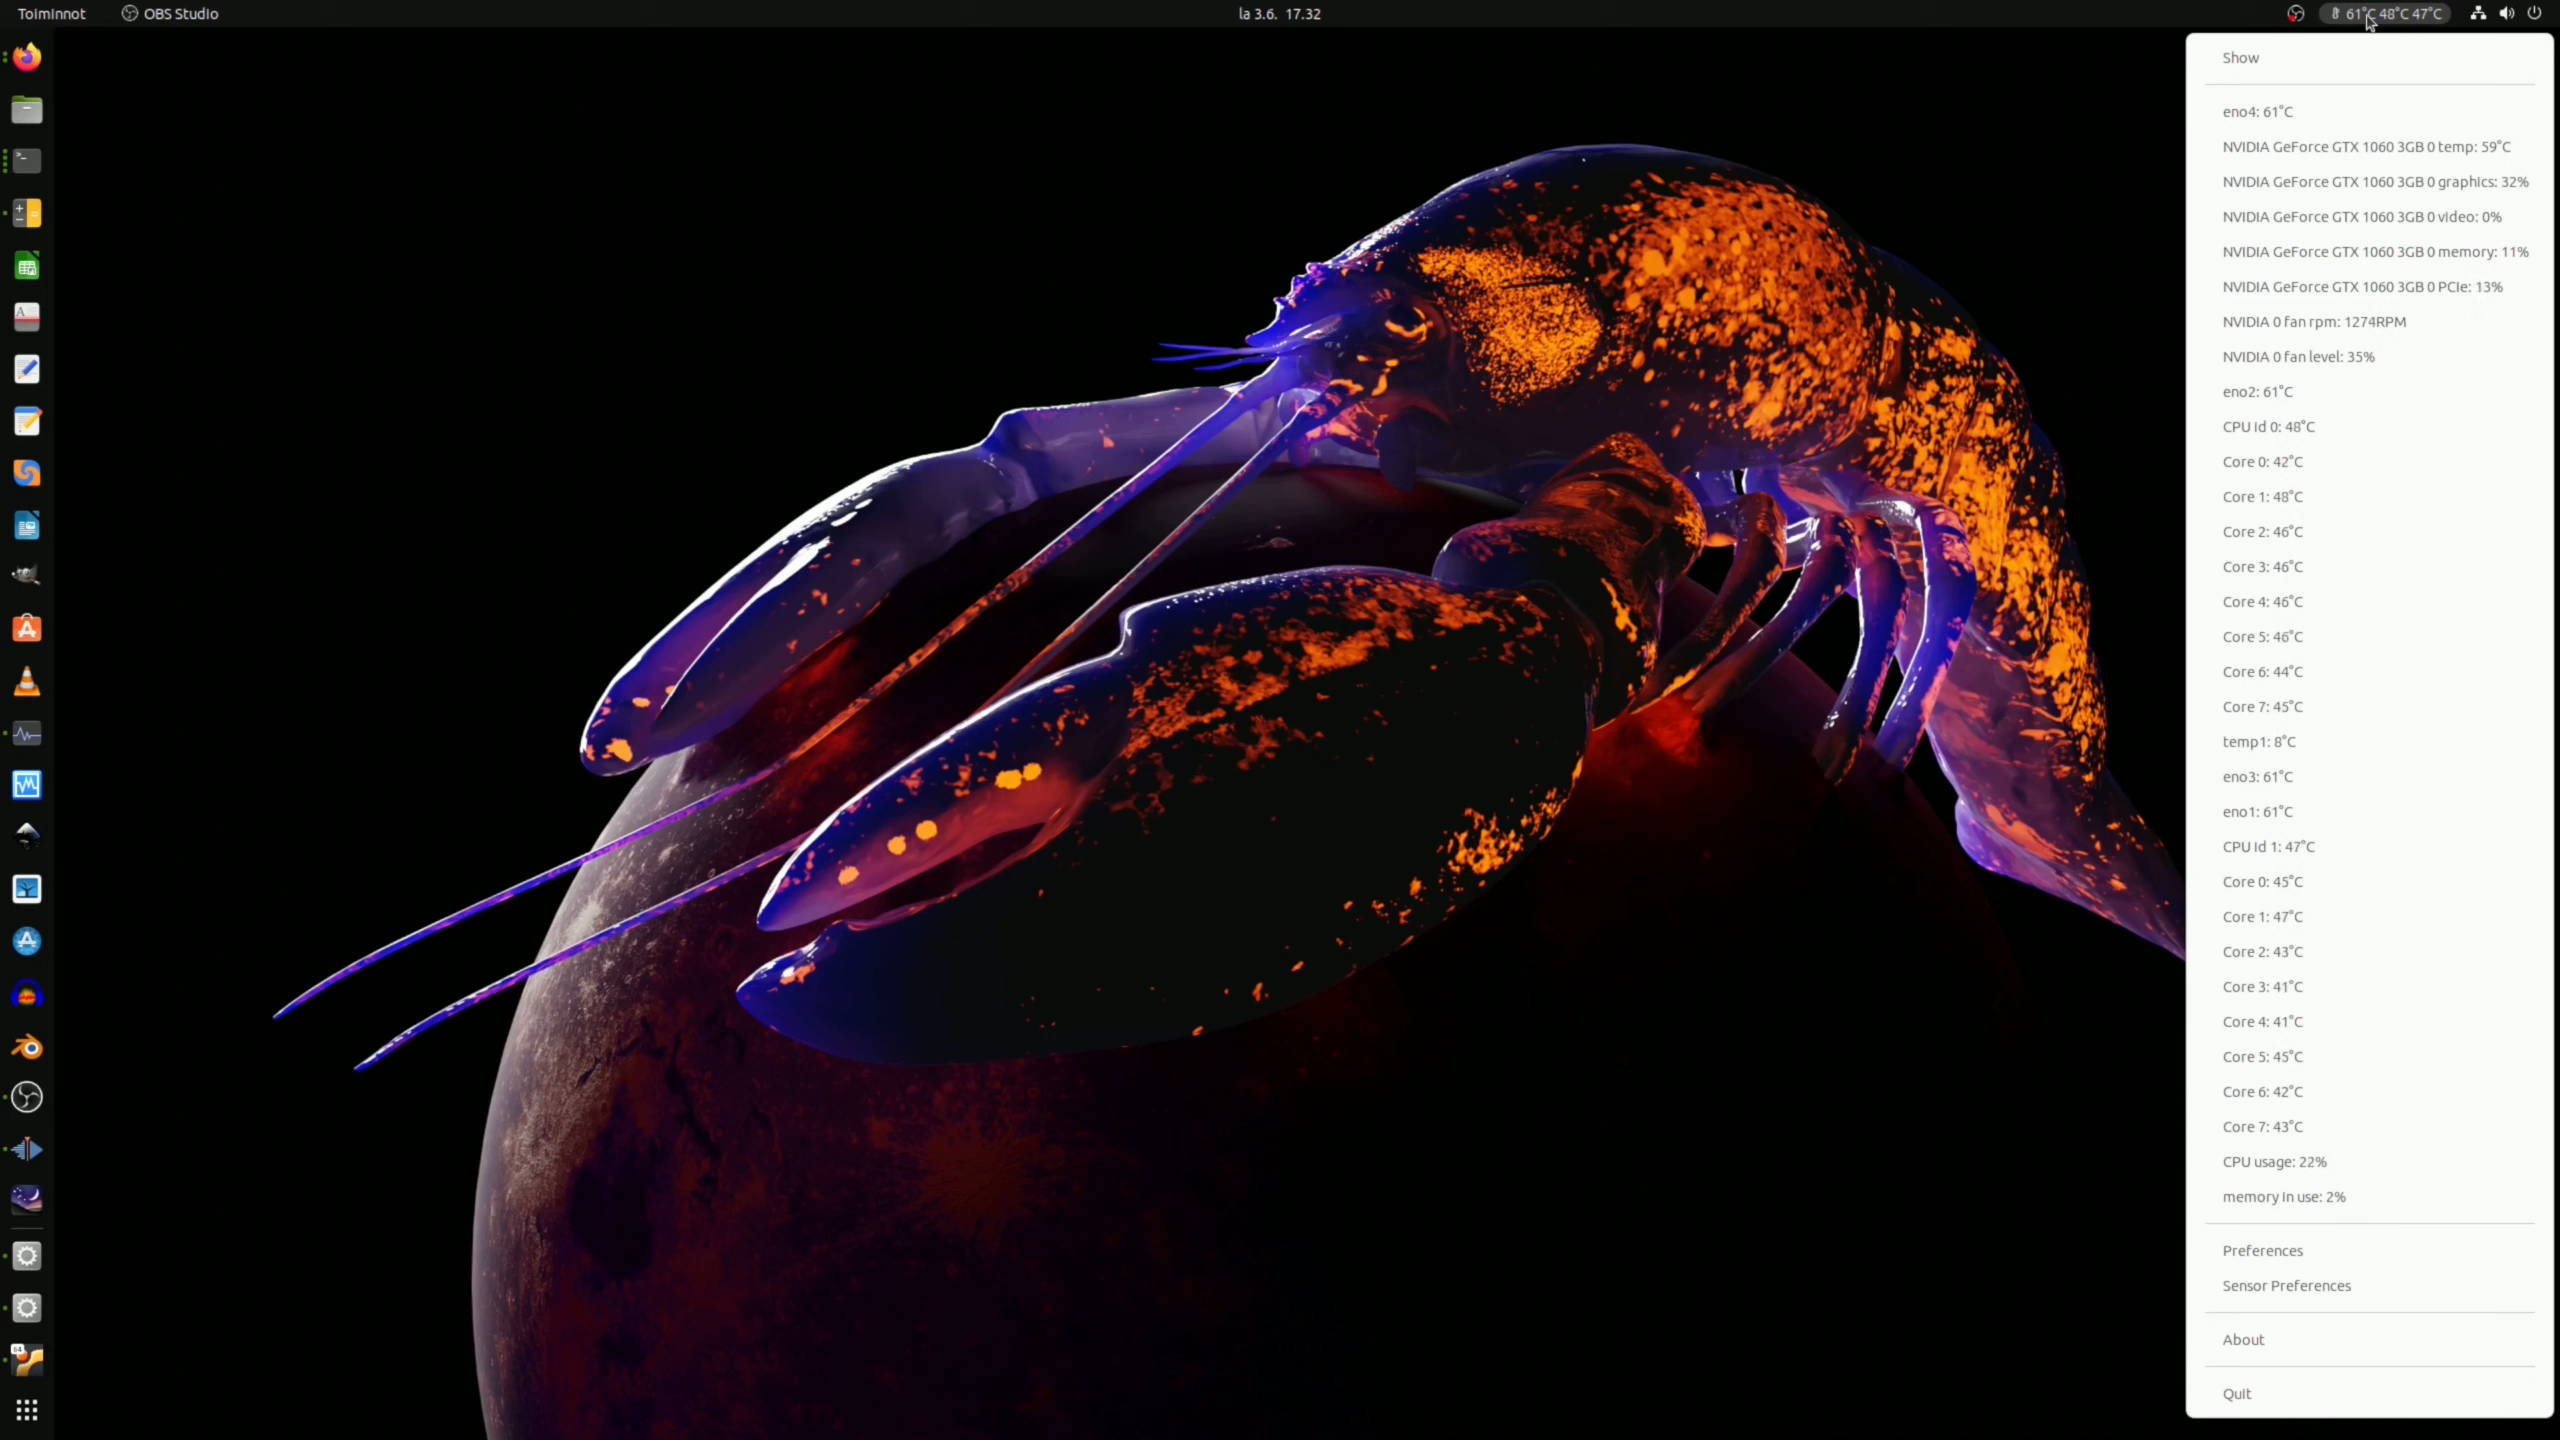 Toiminnot
OBS Studio
la 3.6. 17.32
61°C 48°C 47°C
Show
eno4: 61°C
NVIDIA GeForce GTX 1060 3GB 0 temp: 59°C
NVIDIA GeForce GTX 1060 3GB 0 graphics: 32%
NVIDIA GeForce GTX 1060 3GB 0 video: 0%
NVIDIA GeForce GTX 1060 3GB 0 memory: 11%
NVIDIA GeForce GTX 1060 3GB 0 PCIe: 13%
NVIDIA 0 fan rpm: 1274RPM
NVIDIA 0 fan level: 35%
eno2: 61°C
CPU Id 0: 48°C
Core 0: 42°C
Core 1: 48°C
Core 2: 46°C
Core 3: 46°C
Core 4: 46°C
Core 5: 46°C
Core 6: 44°C
Core 7: 45°C
temp1: 8°C
eno3: 61°C
eno1: 61°C
CPU Id 1: 47°C
Core 0: 45°C
Core 1: 47°C
Core 2: 43°C
Core 3: 41°C
Core 4: 41°C
Core 5: 45°C
Core 6: 42°C
Core 7: 43°C
CPU usage: 22%
memory in use: 2%
Preferences
Sensor Preferences
About
Quit
64